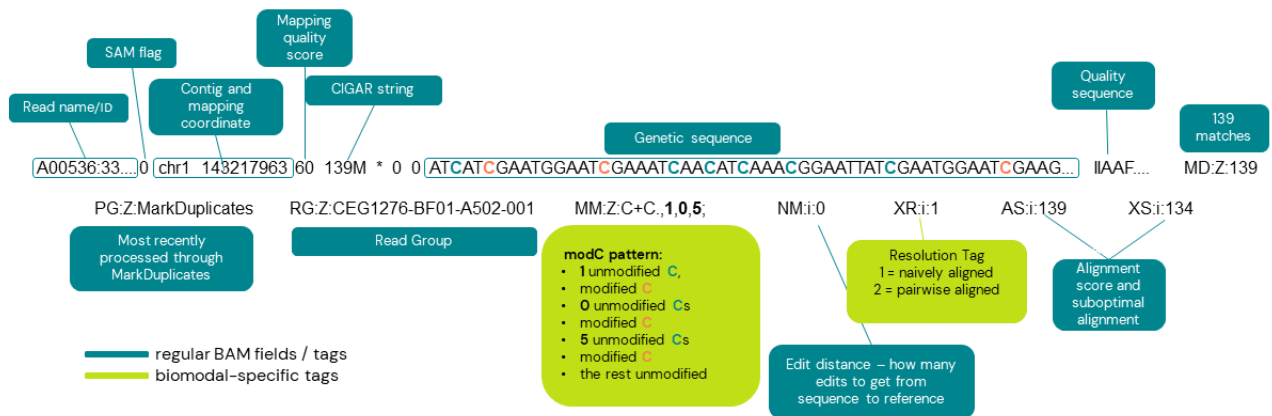 Mapping
quality
score
SAM flag
Contig and
mapping
coordinate
CIGAR string
Quality
sequence
Read name/ID
Genetic sequence
139
matches
A00536:33.... 0 chr1 143217963 60 139M * 0 0 ATCATCGAATGGAATCGAAATCAACATCAAACGGAATTATCGAATGGAATCGAAG... IIAAF.... MD:Z:139
PG:Z:MarkDuplicates RG:Z:CEG1276-BF01-A502-001 MM:Z:C+C.,1,0,5; NM:i:0 XR:i:1 AS:i:139 XS:i:134
Most recently
processed through
MarkDuplicates
Read Group
modC pattern:
• 1 unmodified C,
• modified C
• 0 unmodified Cs
• modified C
• 5 unmodified Cs
• modified C
• the rest unmodified
Resolution Tag
1 = naively aligned
2 = pairwise aligned
Alignment
score and
suboptimal
alignment
Edit distance – how many
edits to get from
sequence to reference
regular BAM fields / tags
biomodal-specific tags